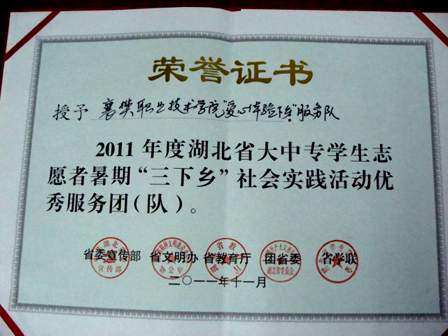 荣誉证书
授予 襄樊职业技术学院“爱心体验阵”服务队
2011年度湖北省大中专学生志
愿者暑期“三下乡”社会实践活动优
秀服务团(队)。
省委宣传部 省文明办 省教育厅 团省委 省学联
二〇一一年十一月